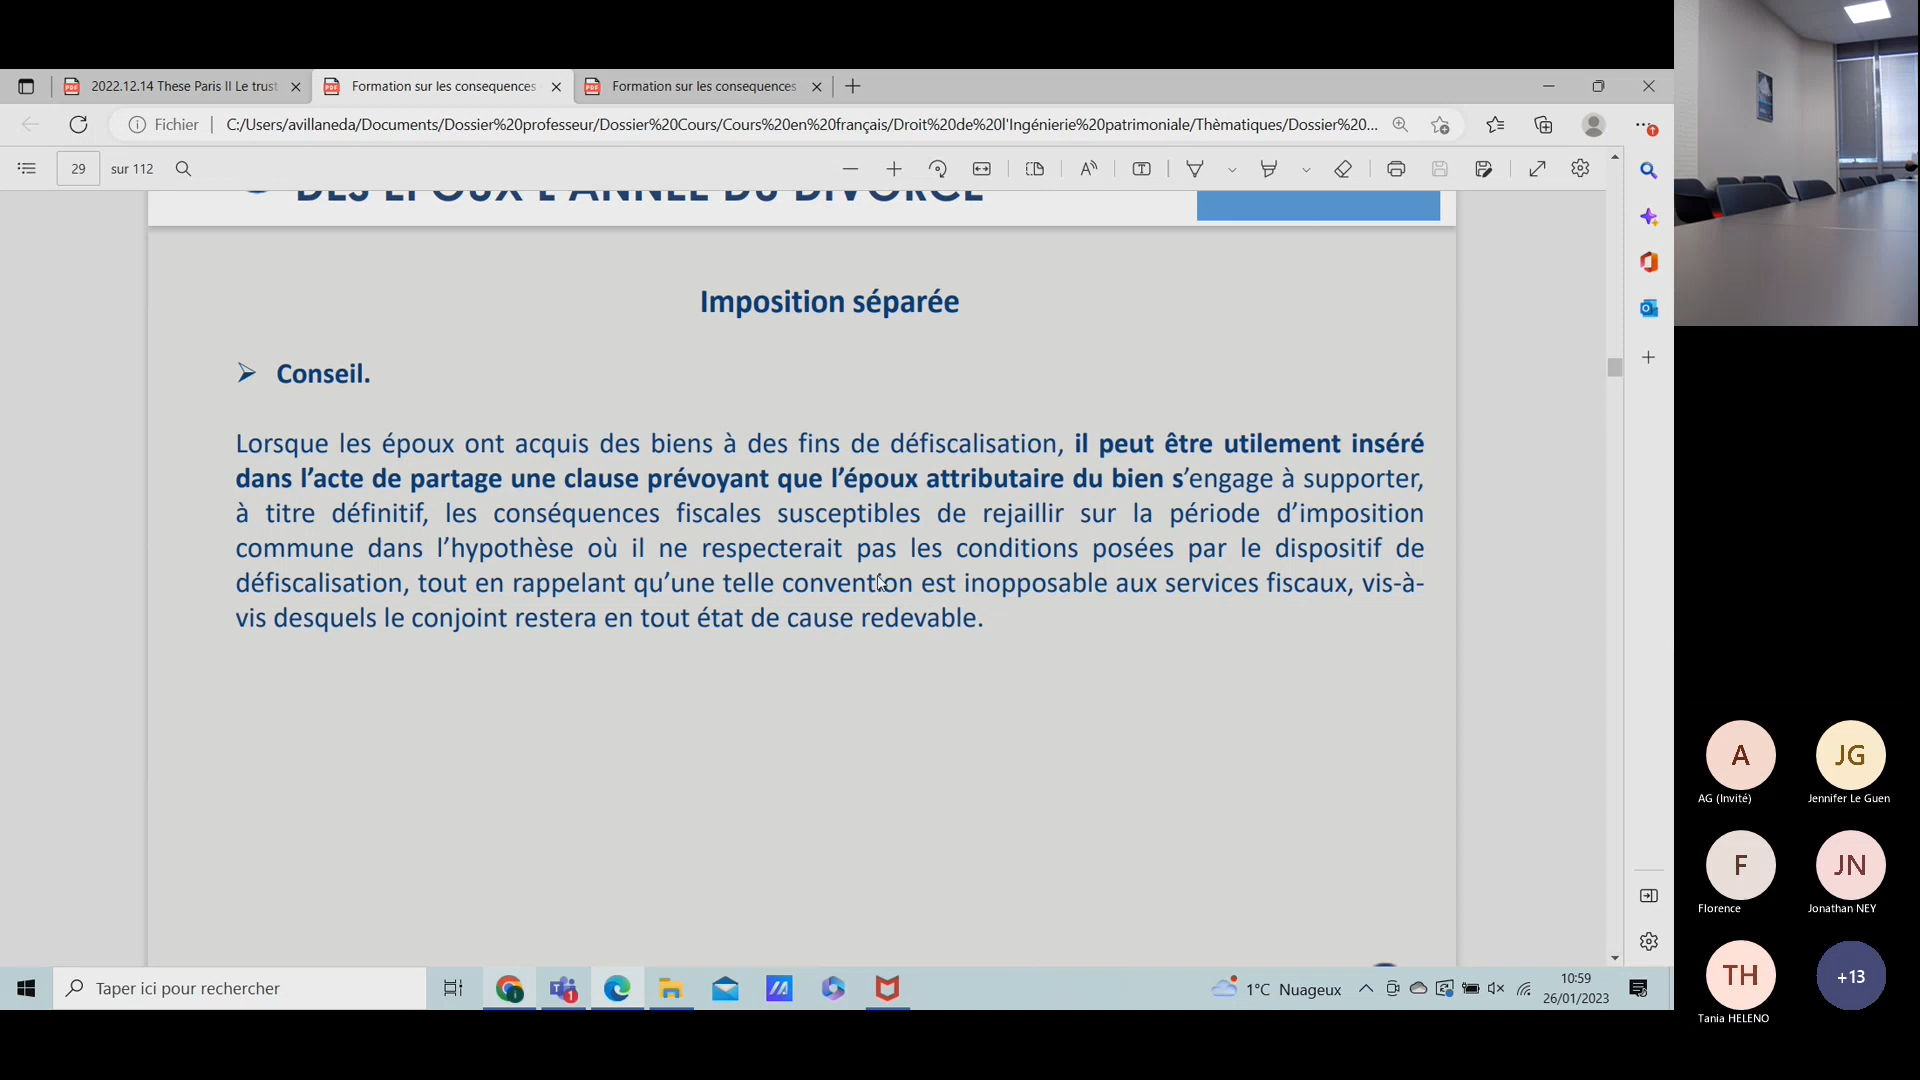 2022.12.14 These Paris II Le trust
Formation sur les consequences
Formation sur les consequences
Fichier
C:/Users/avillaneda/Documents/Dossier%20professeur/Dossier%20Cours/Cours%20en%20français/Droit%20de%20l'Ingénierie%20patrimoniale/Thèmatiques/Dossier%20...
29 sur 112
DES EPOUX L'ANNEE DU DIVORCE
Imposition séparée
➢ Conseil.
Lorsque les époux ont acquis des biens à des fins de défiscalisation, il peut être utilement inséré
dans l’acte de partage une clause prévoyant que l’époux attributaire du bien s’engage à supporter,
à titre définitif, les conséquences fiscales susceptibles de rejaillir sur la période d’imposition
commune dans l’hypothèse où il ne respecterait pas les conditions posées par le dispositif de
défiscalisation, tout en rappelant qu’une telle convention est inopposable aux services fiscaux, vis-à-
vis desquels le conjoint restera en tout état de cause redevable.
A
AG (Invité)
JG
Jennifer Le Guen
F
Florence
JN
Jonathan NEY
TH
Tania HELENO
+13
Taper ici pour rechercher
1
1°C Nuageux
10:59
26/01/2023